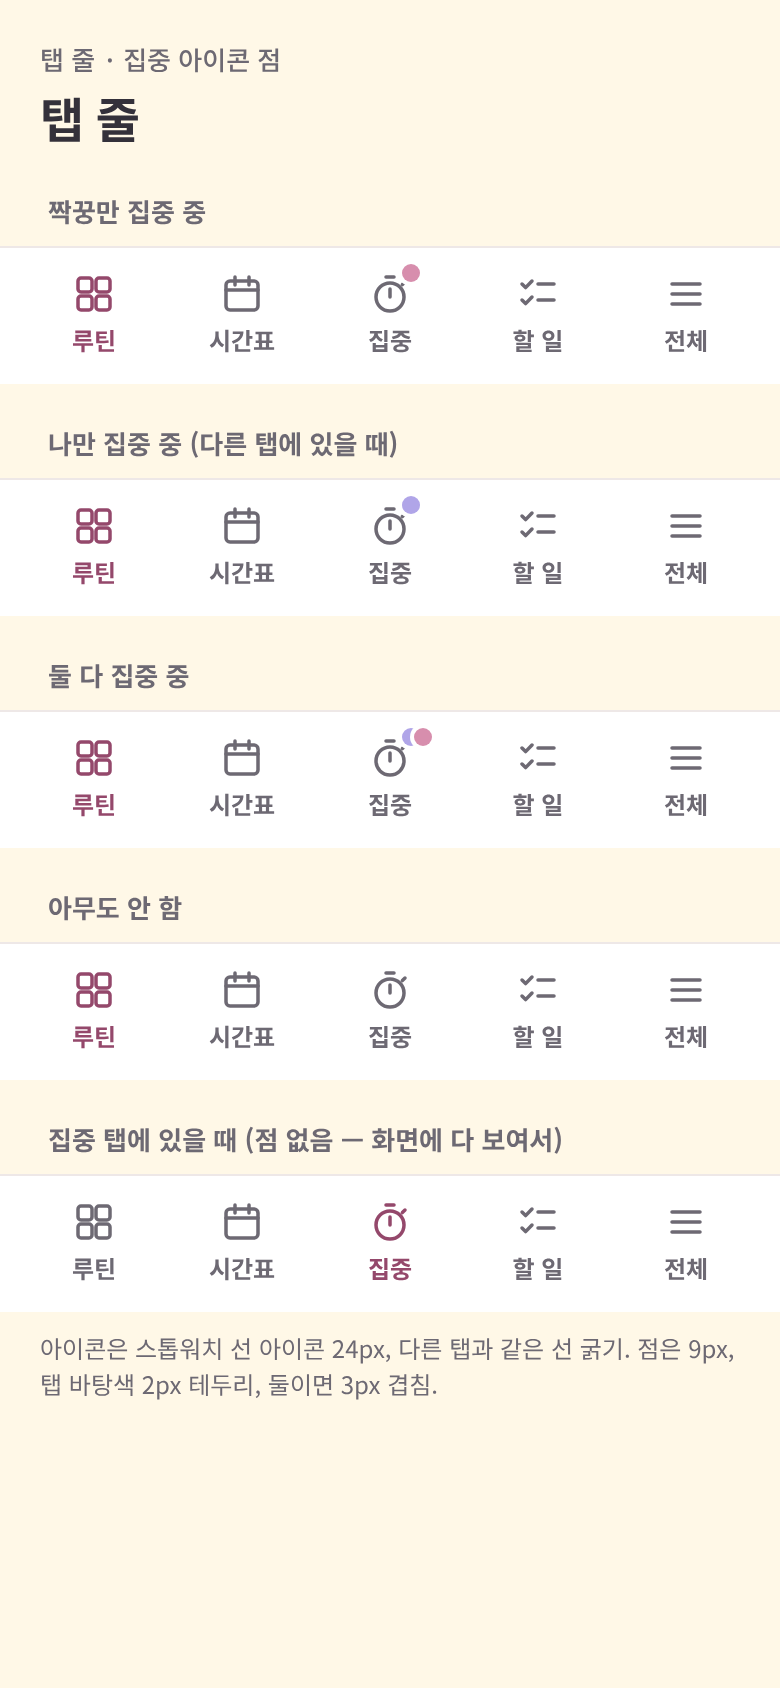 탭 줄 · 집중 아이콘 점
탭 줄
짝꿍만 집중 중
루틴 시간표 집중 할 일 전체
나만 집중 중 (다른 탭에 있을 때)
루틴 시간표 집중 할 일 전체
둘 다 집중 중
루틴 시간표 집중 할 일 전체
아무도 안 함
루틴 시간표 집중 할 일 전체
집중 탭에 있을 때 (점 없음 — 화면에 다 보여서)
루틴 시간표 집중 할 일 전체
아이콘은 스톱워치 선 아이콘 24px, 다른 탭과 같은 선 굵기. 점은 9px,
탭 바탕색 2px 테두리, 둘이면 3px 겹침.